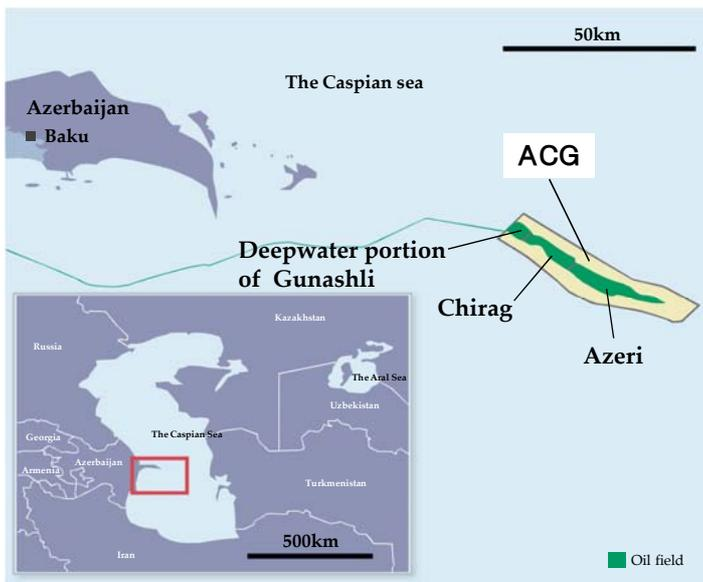 50km
The Caspian sea
Azerbaijan
Baku
ACG
Deepwater portion
of Gunashli
Chirag
Azeri
Kazakhstan
Russia
The Aral Sea
Uzbekistan
The Caspian Sea
Georgia
Azerbaijan
Armenia
Turkmenistan
500km
Iran
Oil field